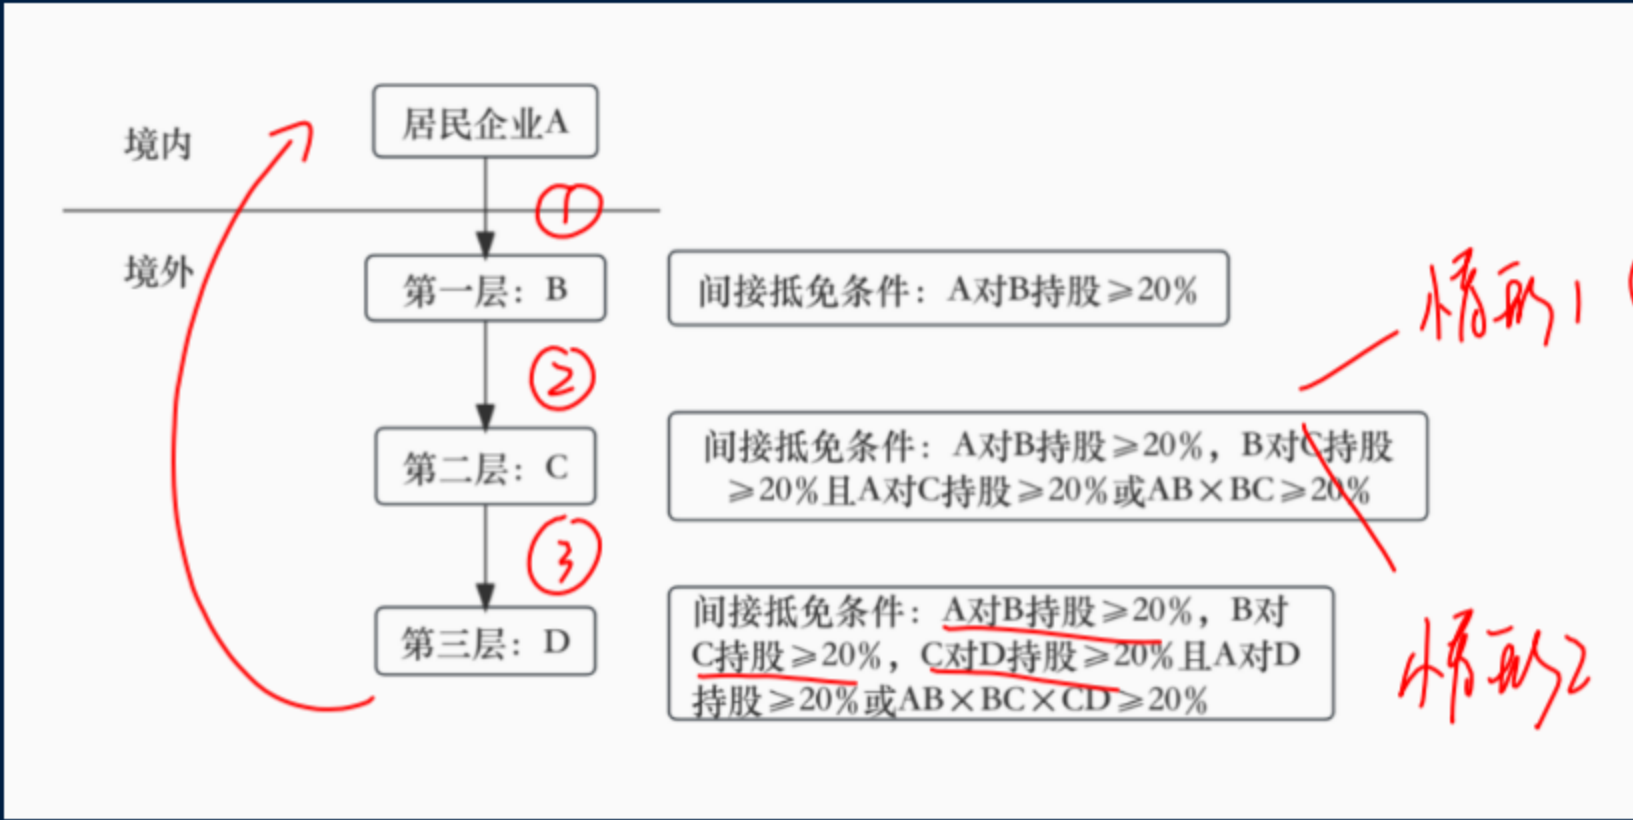 居民企业A
境内
①
境外
第一层：B
间接抵免条件：A对B持股≥20%
情形1
②
第二层：C
间接抵免条件：A对B持股≥20%，B对C持股
≥20%且A对C持股≥20%或AB×BC≥20%
③
第三层：D
间接抵免条件：A对B持股≥20%，B对
C持股≥20%，C对D持股≥20%且A对D
持股≥20%或AB×BC×CD≥20%
情形2